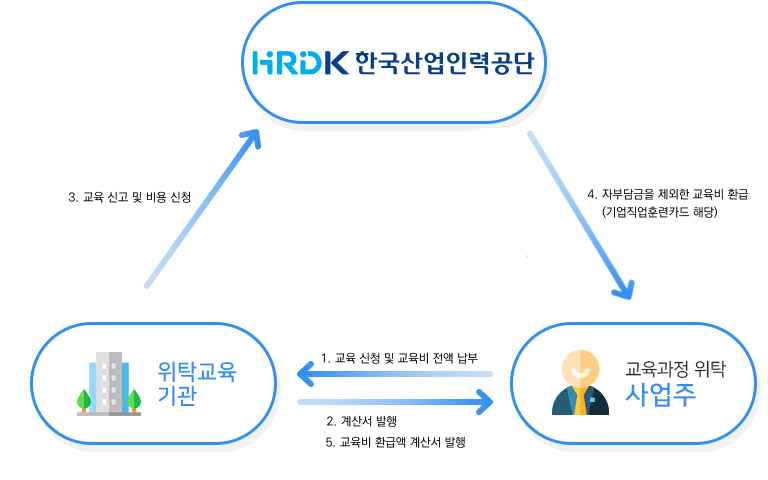 HRDK 한국산업인력공단
3. 교육 신고 및 비용 신청
4. 자부담금을 제외한 교육비 환급
(기업직업훈련카드 해당)
위탁교육
기관
1. 교육 신청 및 교육비 전액 납부
2. 계산서 발행
5. 교육비 환급액 계산서 발행
교육과정 위탁
사업주